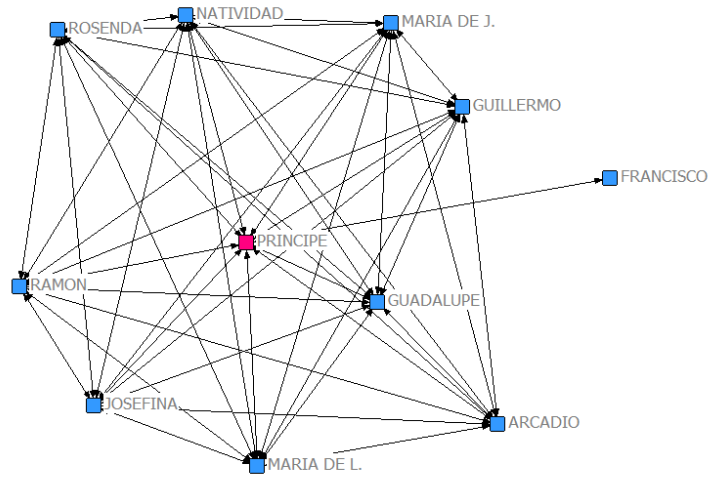 NATIVIDAD
MARIA DE J.
ROSENDA
GUILLERMO
FRANCISCO
PRINCIPE
RAMON
GUADALUPE
JOSEFINA
ARCADIO
MARIA DE L.